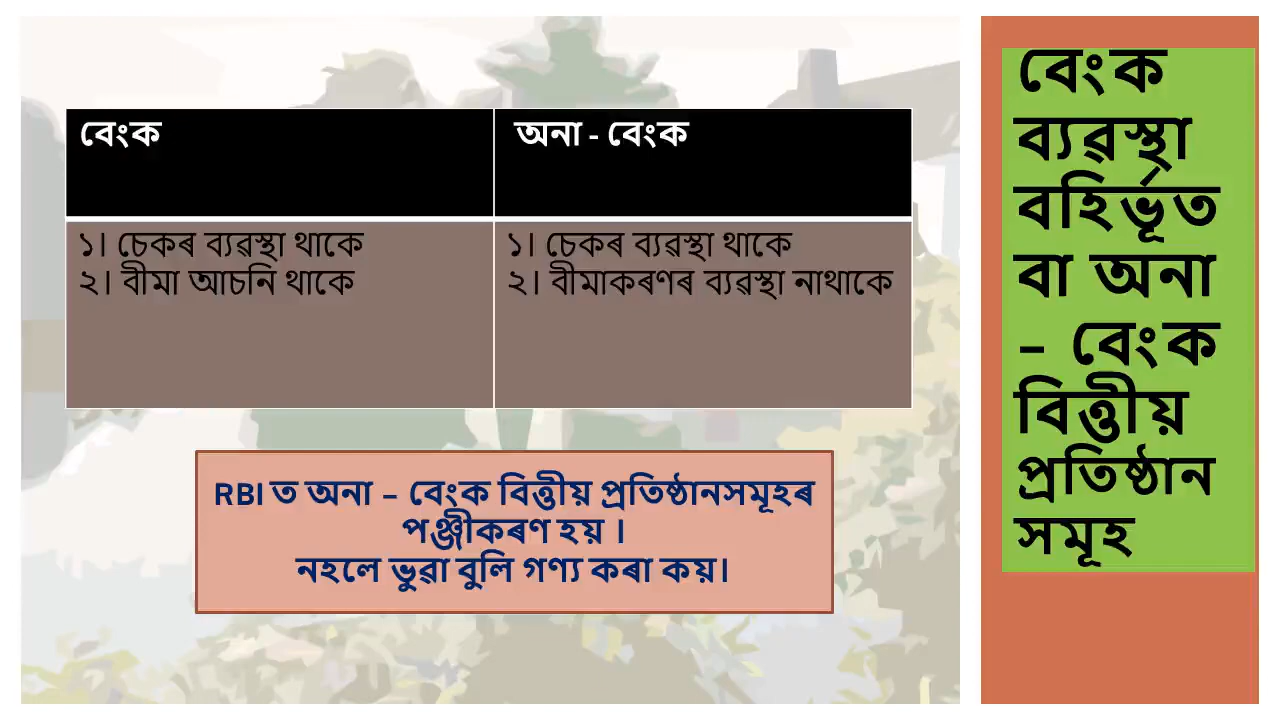 বেংক
অনা - বেংক
১। চেকৰ ব্যৱস্থা থাকে
২। বীমা আচনি থাকে
১। চেকৰ ব্যৱস্থা থাকে
২। বীমাকৰণৰ ব্যৱস্থা নাথাকে
RBI ত অনা – বেংক বিত্তীয় প্ৰতিষ্ঠানসমূহৰ
পঞ্জীকৰণ হয় ।
নহলে ভুৱা বুলি গণ্য কৰা কয়।
বেংক
ব্যৱস্থা
বহিৰ্ভূত
বা অনা
– বেংক
বিত্তীয়
প্ৰতিষ্ঠান
সমূহ